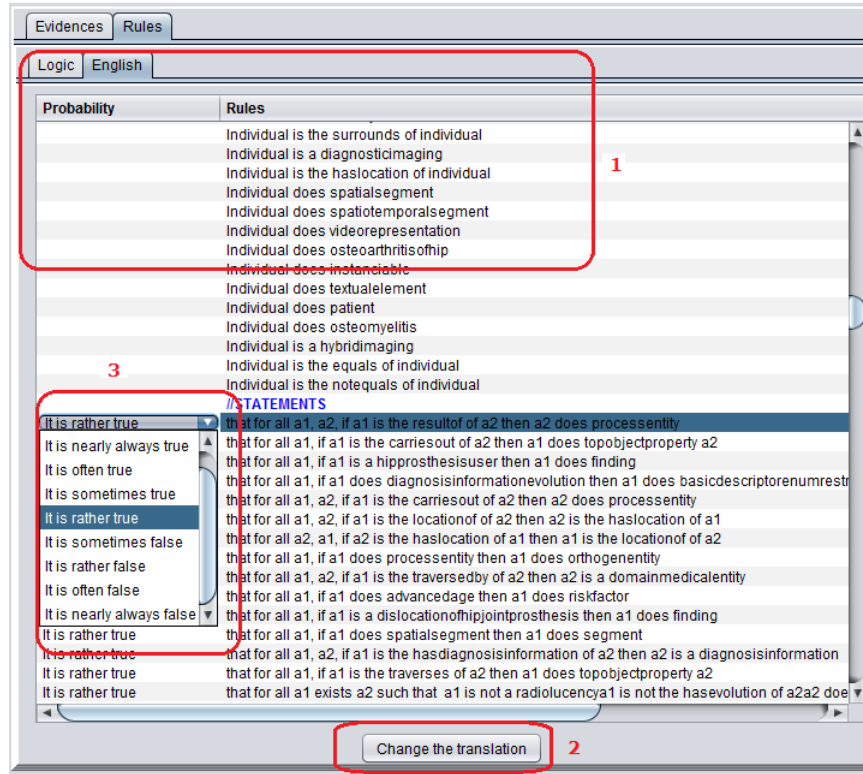 Evidences Rules
Logic English
Probability Rules
Individual is the surrounds of individual
Individual is a diagnosticimaging
1
Individual is the haslocation of individual
Individual does spatialsegment
Individual does spatiotemporalsegment
Individual does videorepresentation
Individual does osteoarthritisofhip
Individual does instanciable
Individual does textualelement
Individual does patient
Individual does osteomyelitis
Individual is a hybridimaging
3
Individual is the equals of individual
Individual is the notequals of individual
//STATEMENTS
It is rather true that for all a1, a2, if a1 is the resultof of a2 then a2 does processentity
It is nearly always true that for all a1, if a1 is the carriesout of a2 then a1 does topobjectproperty a2
It is often true that for all a1, if a1 is a hipprosthesisuser then a1 does finding
that for all a1, if a1 does diagnosisinformationevolution then a1 does basicdescriptorenumrestr
It is sometimes true that for all a1, a2, if a1 is the carriesout of a2 then a2 does processentity
It is rather true that for all a1, a2, if a1 is the locationof of a2 then a2 is the haslocation of a1
It is sometimes false that for all a2, a1, if a2 is the haslocation of a1 then a1 is the locationof of a2
that for all a1, if a1 does processentity then a1 does orthogenentity
It is rather false that for all a1, a2, if a1 is the traversedby of a2 then a2 is a domainmedicalentity
It is often false that for all a1, if a1 does advancedage then a1 does riskfactor
It is nearly always false that for all a1, if a1 is a dislocationofhipjointprosthesis then a1 does finding
It is rather true that for all a1, if a1 does spatialsegment then a1 does segment
It is rather true that for all a1, a2, if a1 is the hasdiagnosisinformation of a2 then a2 is a diagnosisinformation
It is rather true that for all a1, if a1 is the traverses of a2 then a1 does topobjectproperty a2
It is rather true that for all a1 exists a2 such that a1 is not a radiolucencya1 is not the hasevolution of a2a2 doe
Change the translation 2